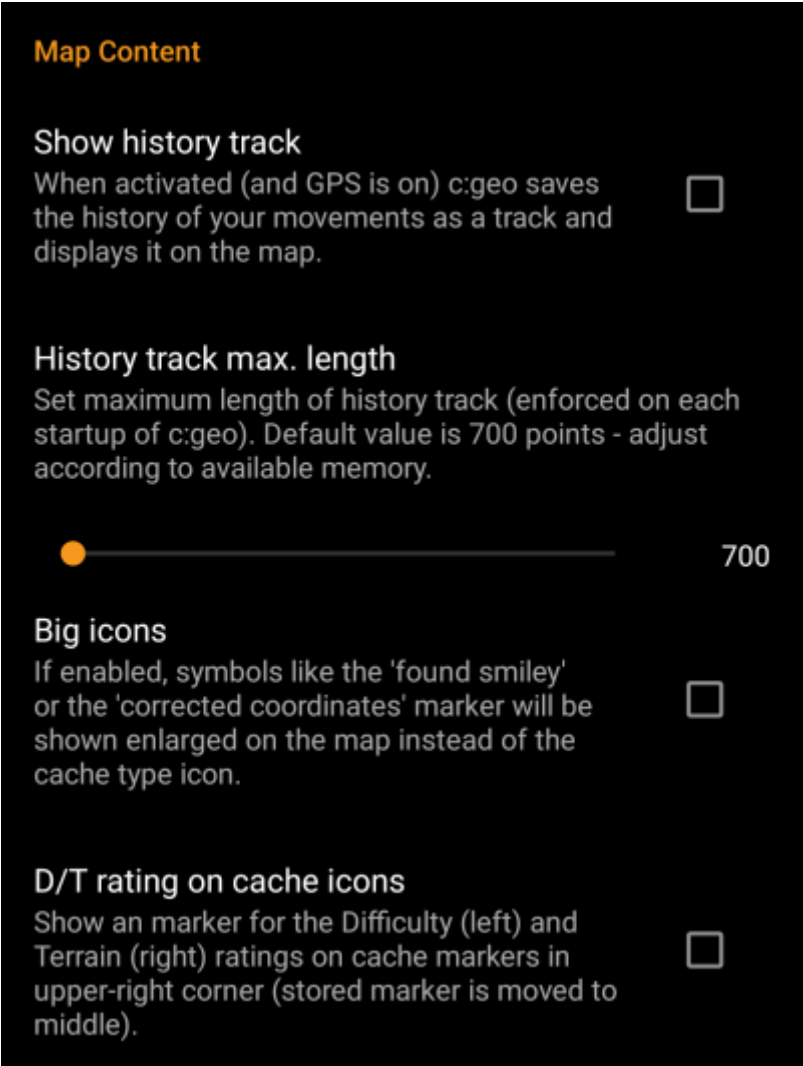 Map Content
Show history track
When activated (and GPS is on) c:geo saves
the history of your movements as a track and
displays it on the map.
History track max. length
Set maximum length of history track (enforced on each
startup of c:geo). Default value is 700 points - adjust
according to available memory.
700
Big icons
If enabled, symbols like the 'found smiley'
or the 'corrected coordinates' marker will be
shown enlarged on the map instead of the
cache type icon.
D/T rating on cache icons
Show an marker for the Difficulty (left) and
Terrain (right) ratings on cache markers in
upper-right corner (stored marker is moved to
middle).